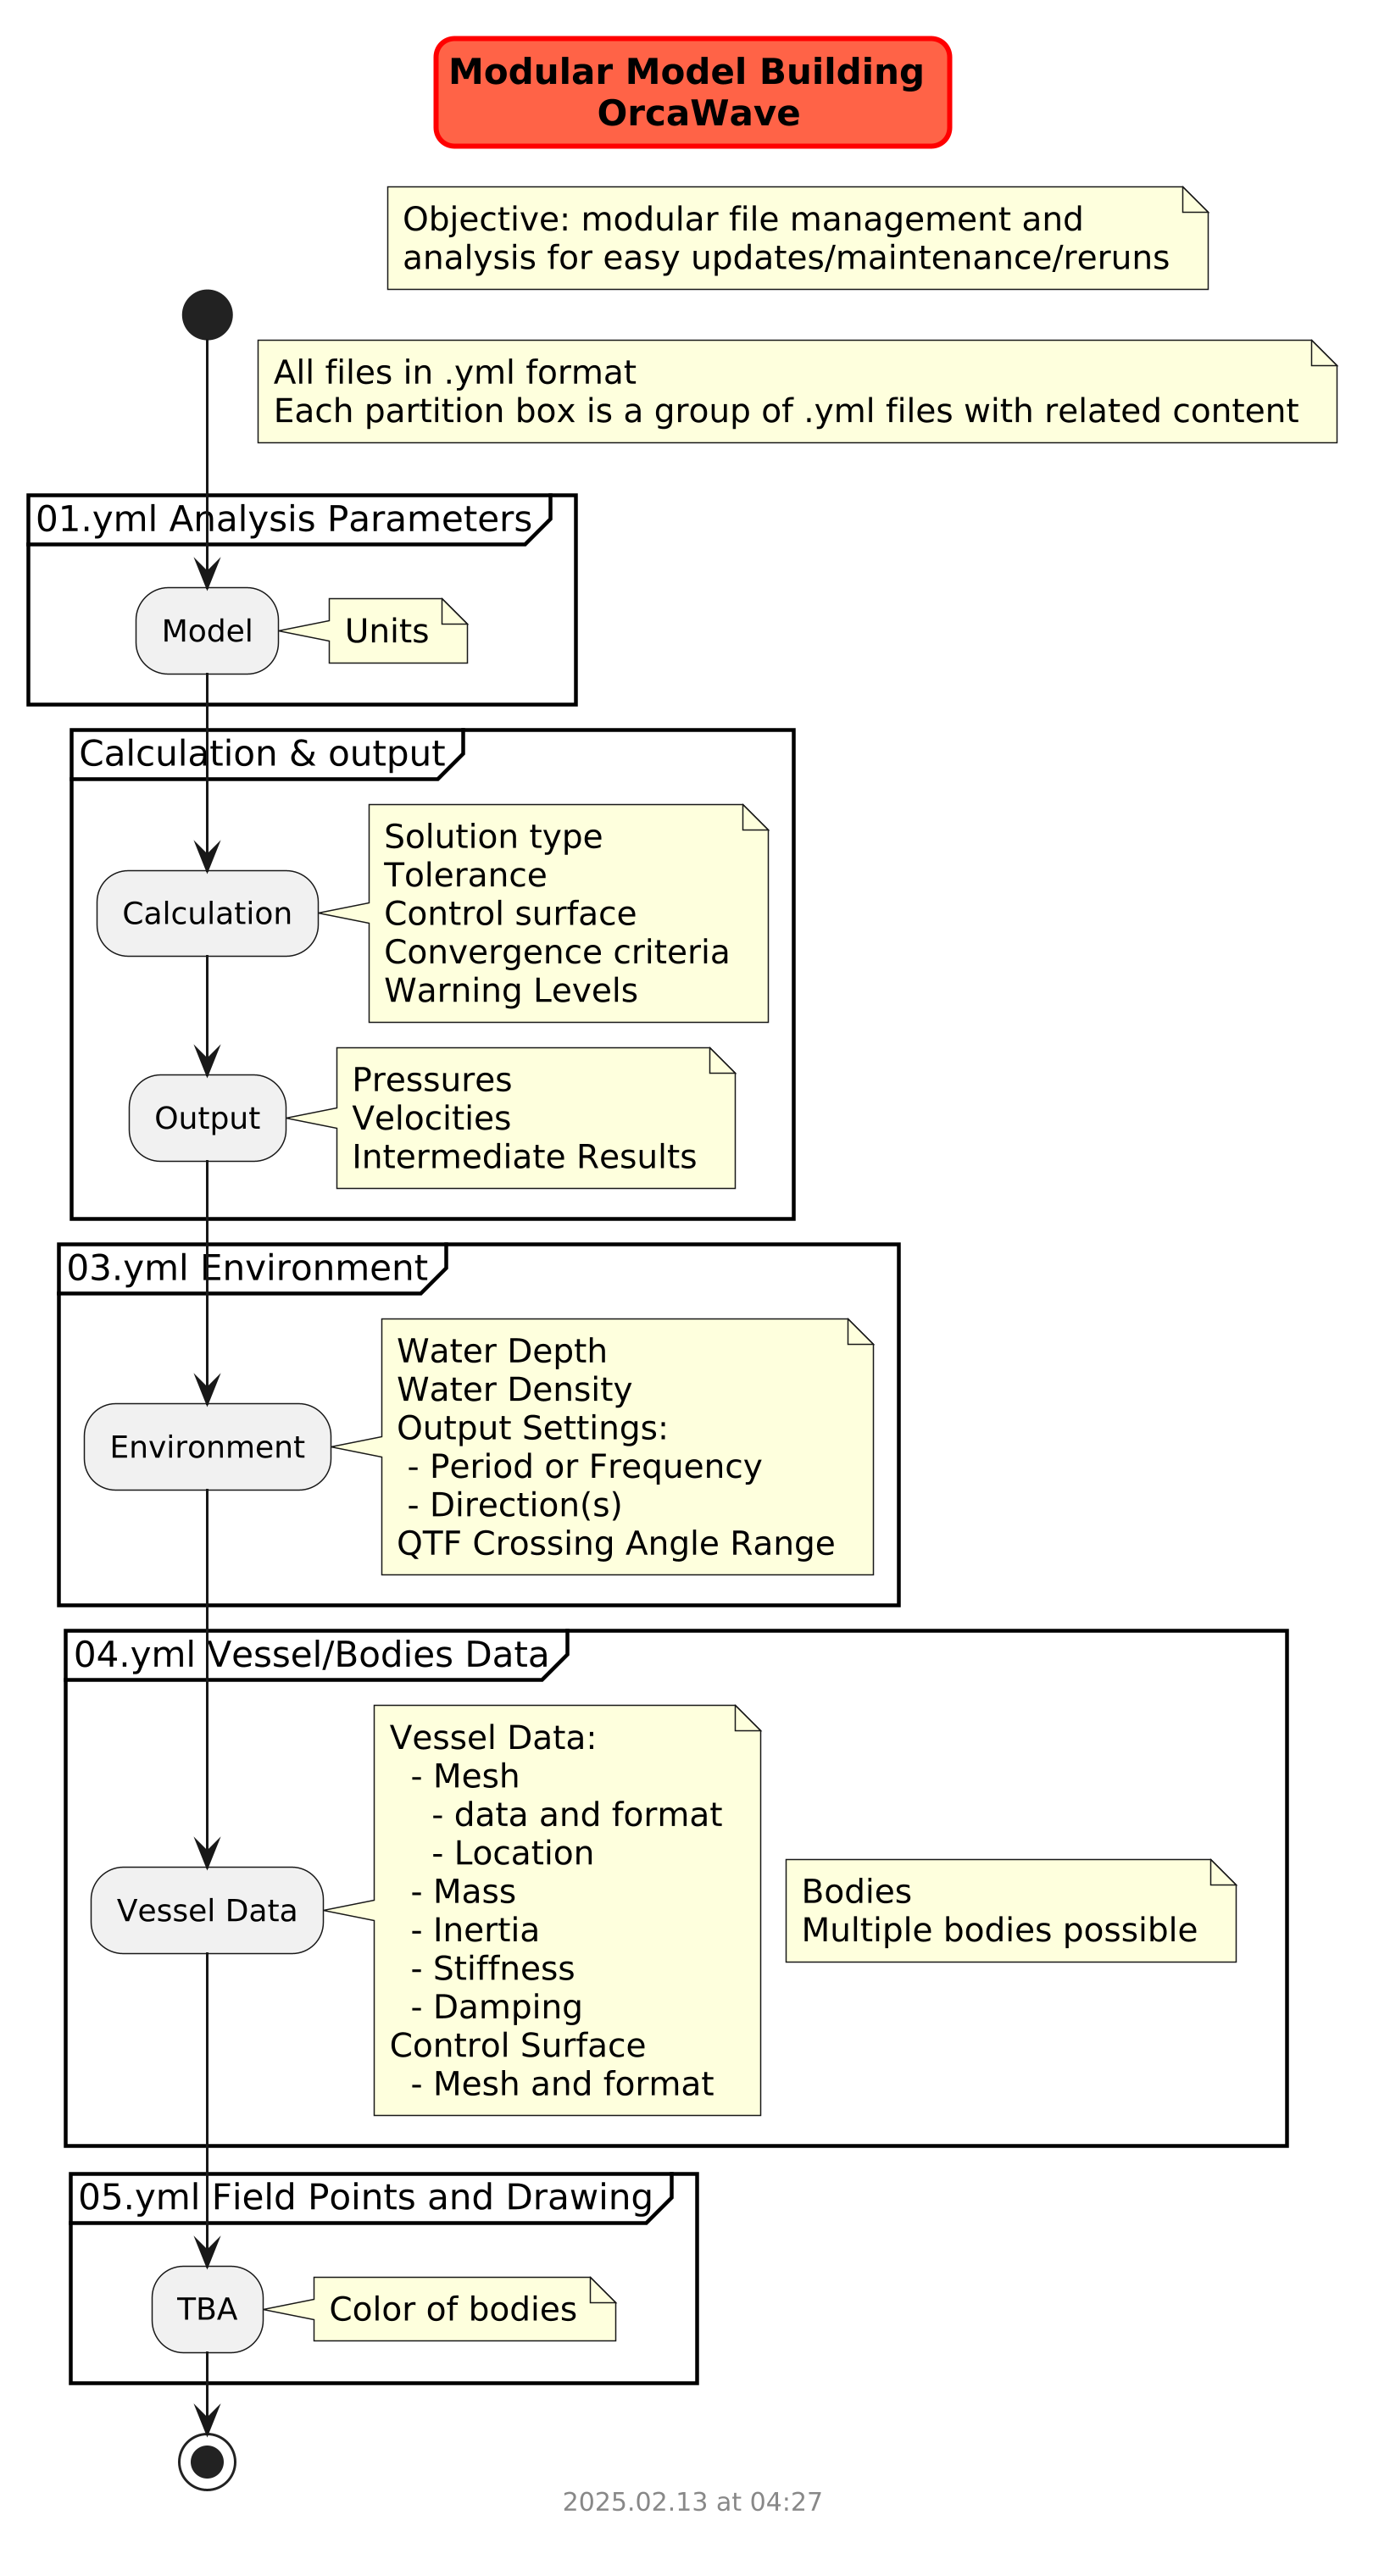 Modular Model Building
OrcaWave
Objective: modular file management and
analysis for easy updates/maintenance/reruns
All files in .yml format
Each partition box is a group of .yml files with related content
01.yml Analysis Parameters
Model
Units
Calculation & output
Calculation
Solution type
Tolerance
Control surface
Convergence criteria
Warning Levels
Output
Pressures
Velocities
Intermediate Results
03.yml Environment
Environment
Water Depth
Water Density
Output Settings:
- Period or Frequency
- Direction(s)
QTF Crossing Angle Range
04.yml Vessel/Bodies Data
Vessel Data
Vessel Data:
- Mesh
- data and format
- Location
- Mass
- Inertia
- Stiffness
- Damping
Control Surface
- Mesh and format
Bodies
Multiple bodies possible
05.yml Field Points and Drawing
TBA
Color of bodies
2025.02.13 at 04:27